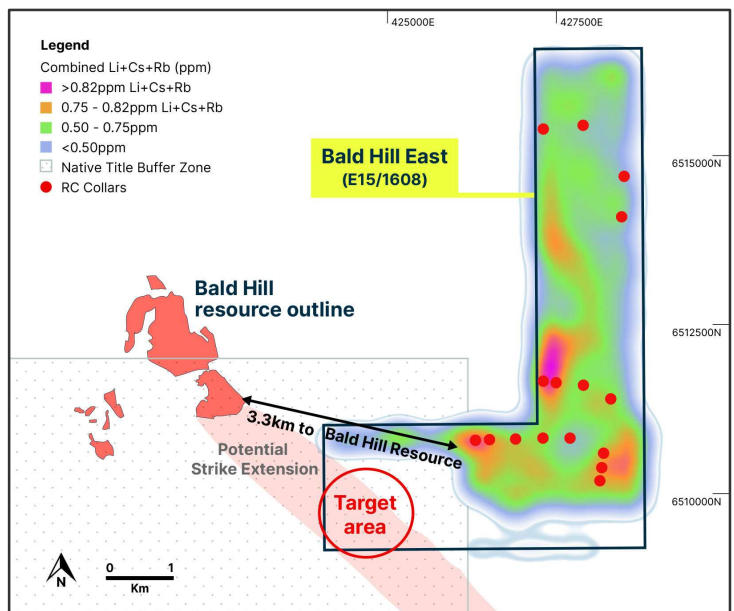 425000E
427500E
Legend
Combined Li+Cs+Rb (ppm)
>0.82ppm Li+Cs+Rb
0.75 - 0.82ppm Li+Cs+Rb
0.50 - 0.75ppm
<0.50ppm
Native Title Buffer Zone
RC Collars
Bald Hill East
(E15/1608)
6515000N
Bald Hill
resource outline
6512500N
3.3km to Bald Hill Resource
Potential
Strike Extension
Target
area
6510000N
N
0 1
Km